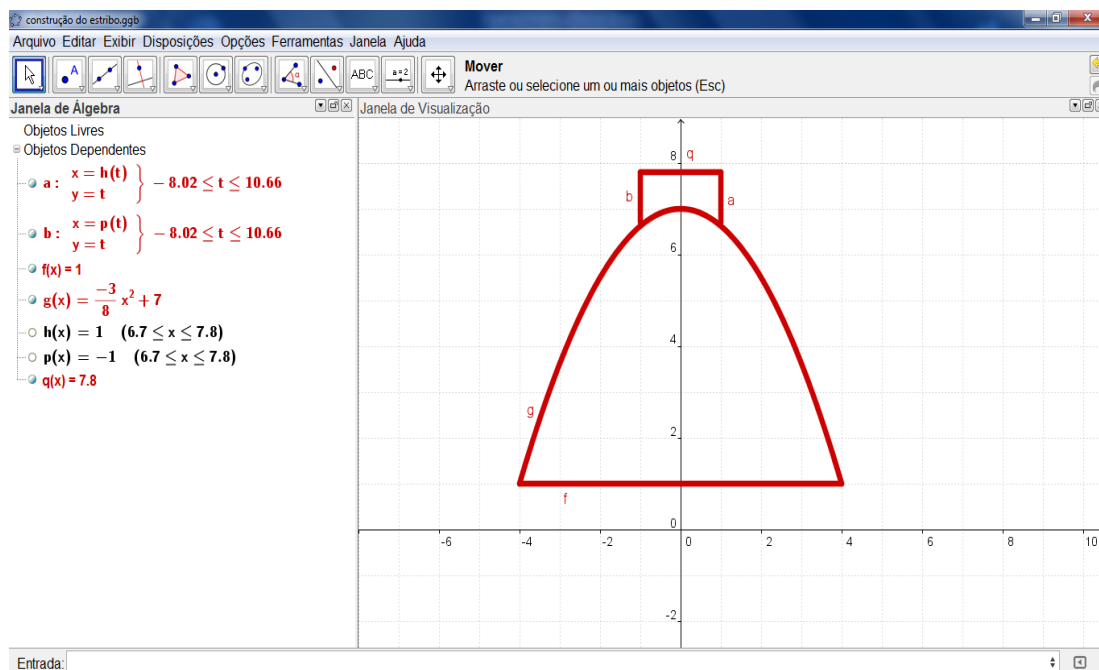 construção do estribo.ggb
Arquivo Editar Exibir Disposições Opções Ferramentas Janela Ajuda
A
α
ABC
a=2
Mover
Arraste ou selecione um ou mais objetos (Esc)
Janela de Álgebra
Objetos Livres
Objetos Dependentes
a : x = h(t) y = t } − 8.02 ≤ t ≤ 10.66
b : x = p(t) y = t } − 8.02 ≤ t ≤ 10.66
f(x) = 1
g(x) = −3/8 x² + 7
h(x) = 1 (6.7 ≤ x ≤ 7.8)
p(x) = −1 (6.7 ≤ x ≤ 7.8)
q(x) = 7.8
Janela de Visualização
8 q
b a
6
4
g
2
f
0
-6 -4 -2 0 2 4 6 8 10
-2
Entrada: